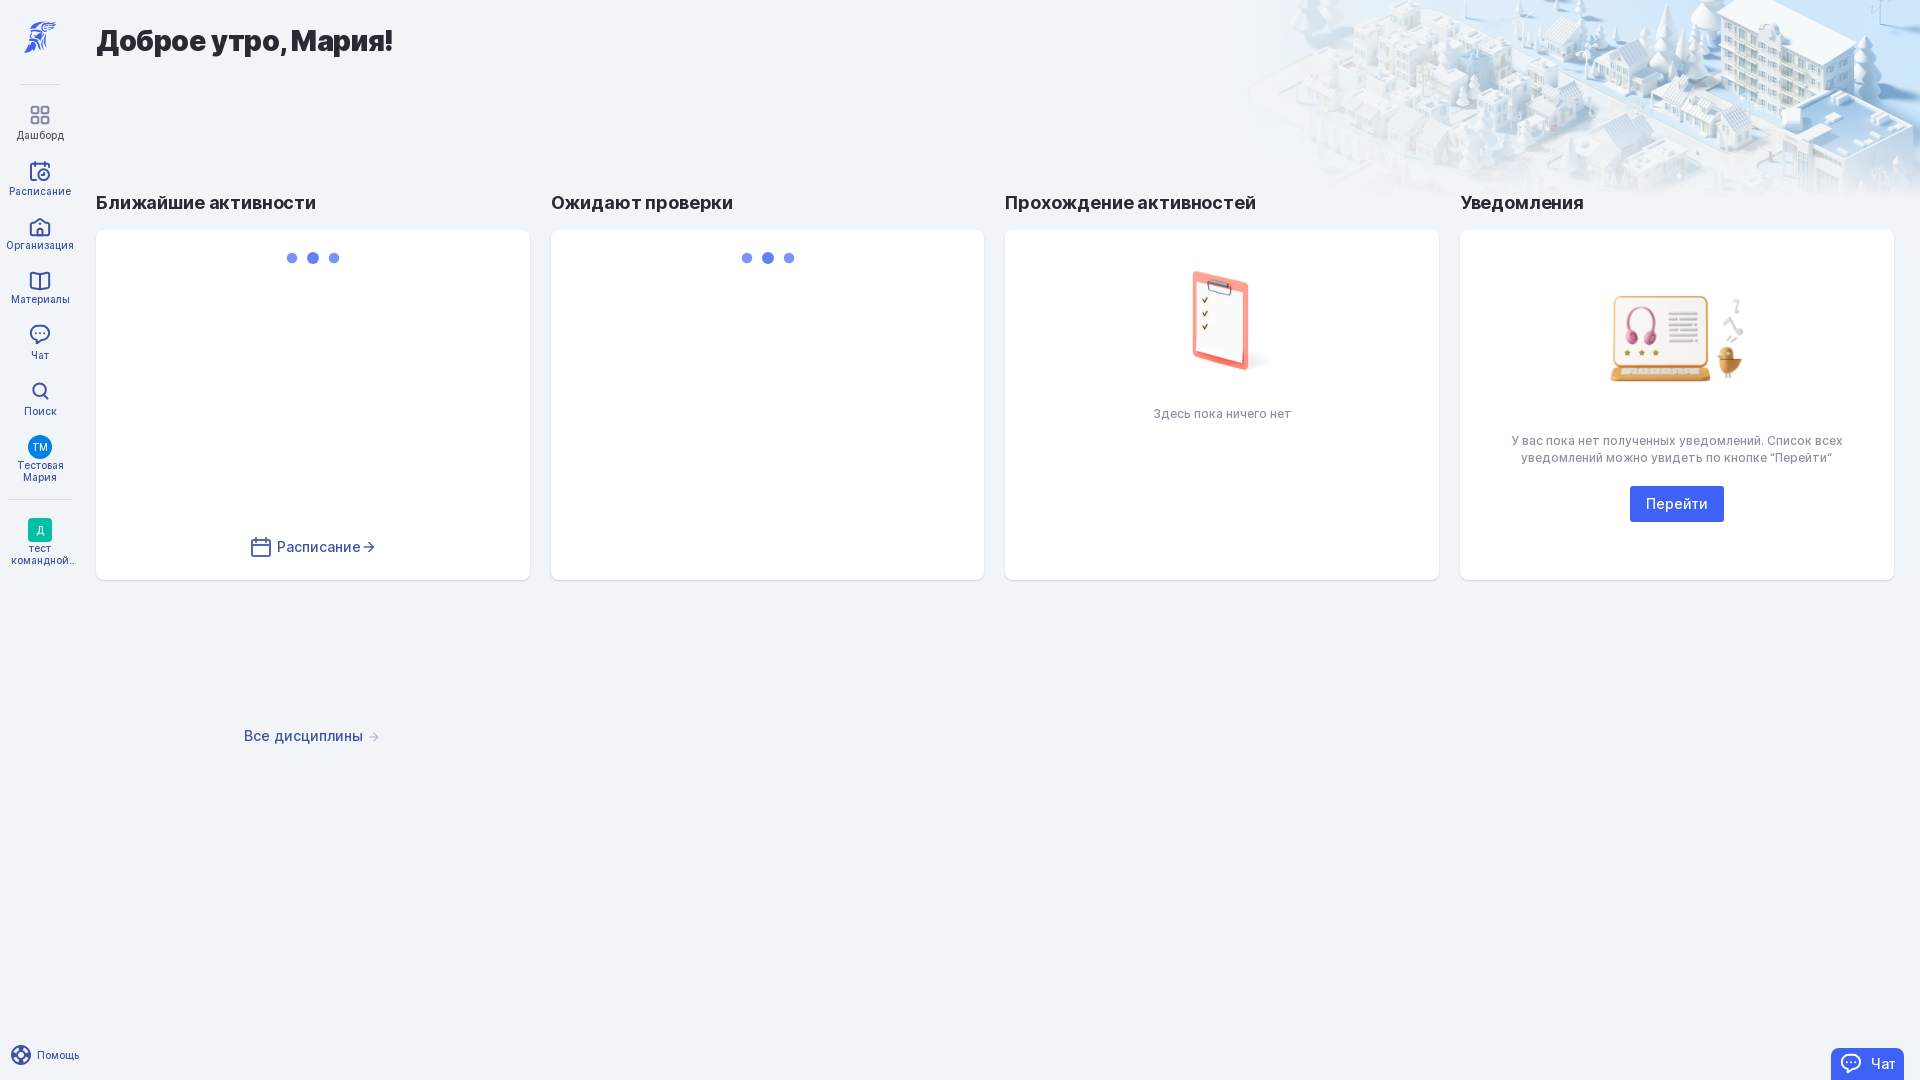 Доброе утро, Мария!
Дашборд
Расписание
Организация
Материалы
Чат
Поиск
ТМ
Тестовая
Мария
Д
тест
командной...
Помощь
Ближайшие активности
Расписание
Ожидают проверки
Прохождение активностей
Здесь пока ничего нет
Уведомления
У вас пока нет полученных уведомлений. Список всех
уведомлений можно увидеть по кнопке “Перейти”
Перейти
Все дисциплины
Чат